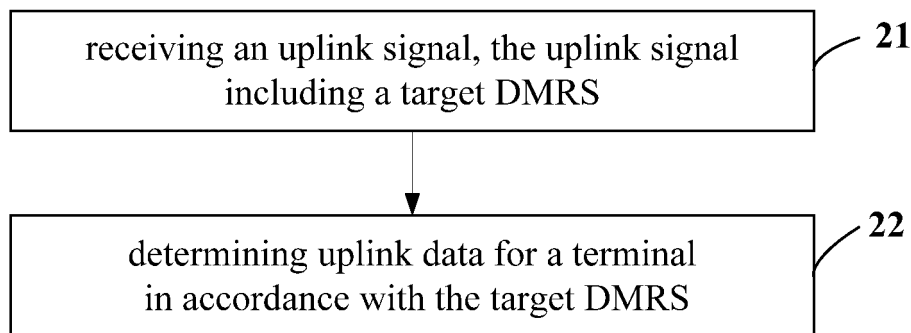 receiving an uplink signal, the uplink signal
including a target DMRS
21
determining uplink data for a terminal
in accordance with the target DMRS
22